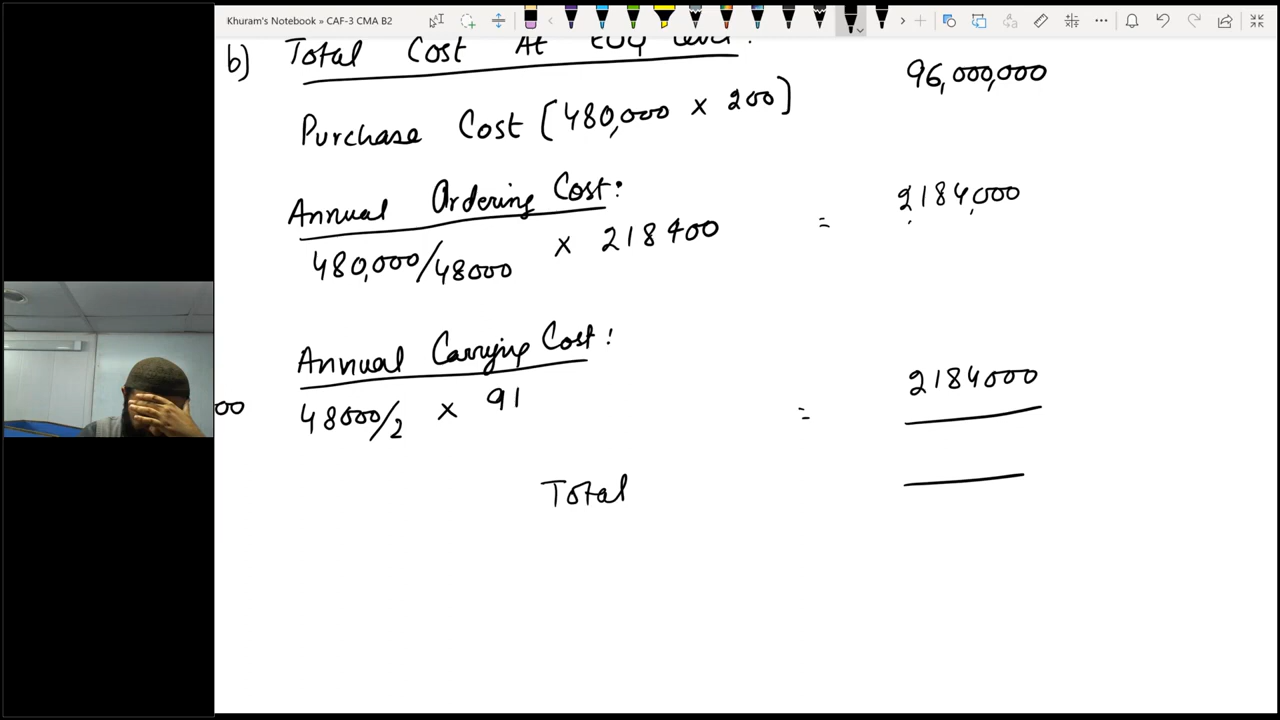 Khuram's Notebook » CAF-3 CMA B2
b) Total Cost At EOQ Level:
96,000,000
Purchase Cost [480,000 x 200]
Annual Ordering Cost:
480,000/48000 x 218400 = 2184,000
Annual Carrying Cost:
00
48000/2 x 91 = 2184000
Total